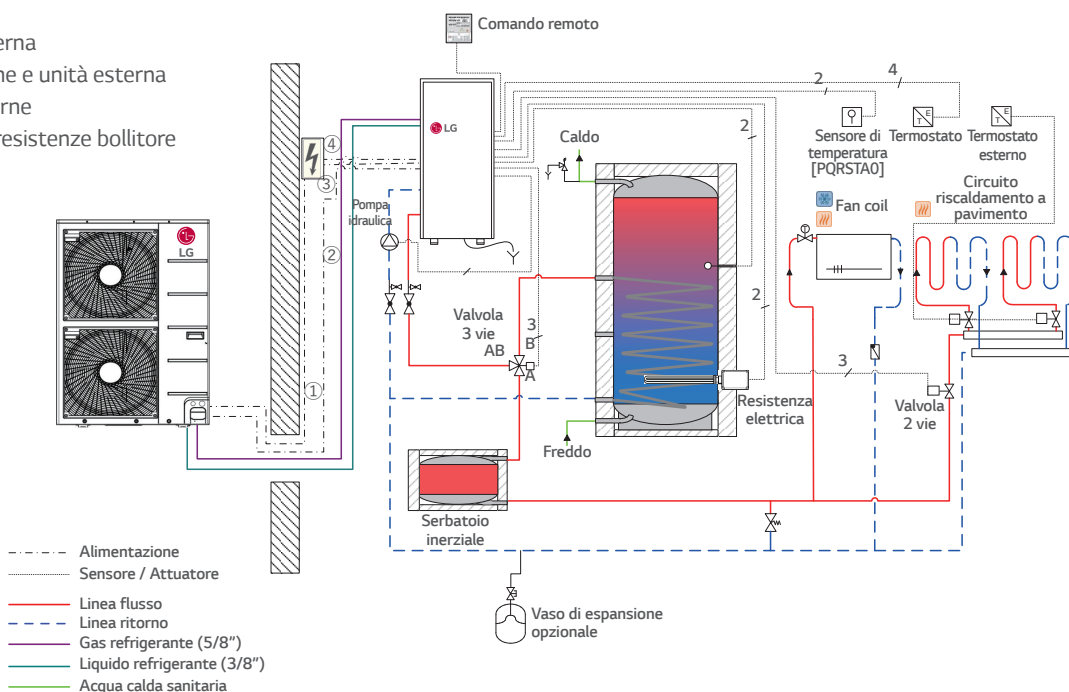 erna
ne e unità esterna
erne
resistenze bollitore
Comando remoto
LG
LG
4
3
2
1
Pompa
idraulica
Caldo
Freddo
Valvola
3 vie
AB
B
A
3
2
2
2
4
3
Sensore di
temperatura
[PQRSTA0]
T E
Termostato
T E
Termostato
esterno
Fan coil
Circuito
riscaldamento a
pavimento
Resistenza
elettrica
Valvola
2 vie
Serbatoio
inerziale
Vaso di espansione
opzionale
Alimentazione
Sensore / Attuatore
Linea flusso
Linea ritorno
Gas refrigerante (5/8")
Liquido refrigerante (3/8")
Acqua calda sanitaria